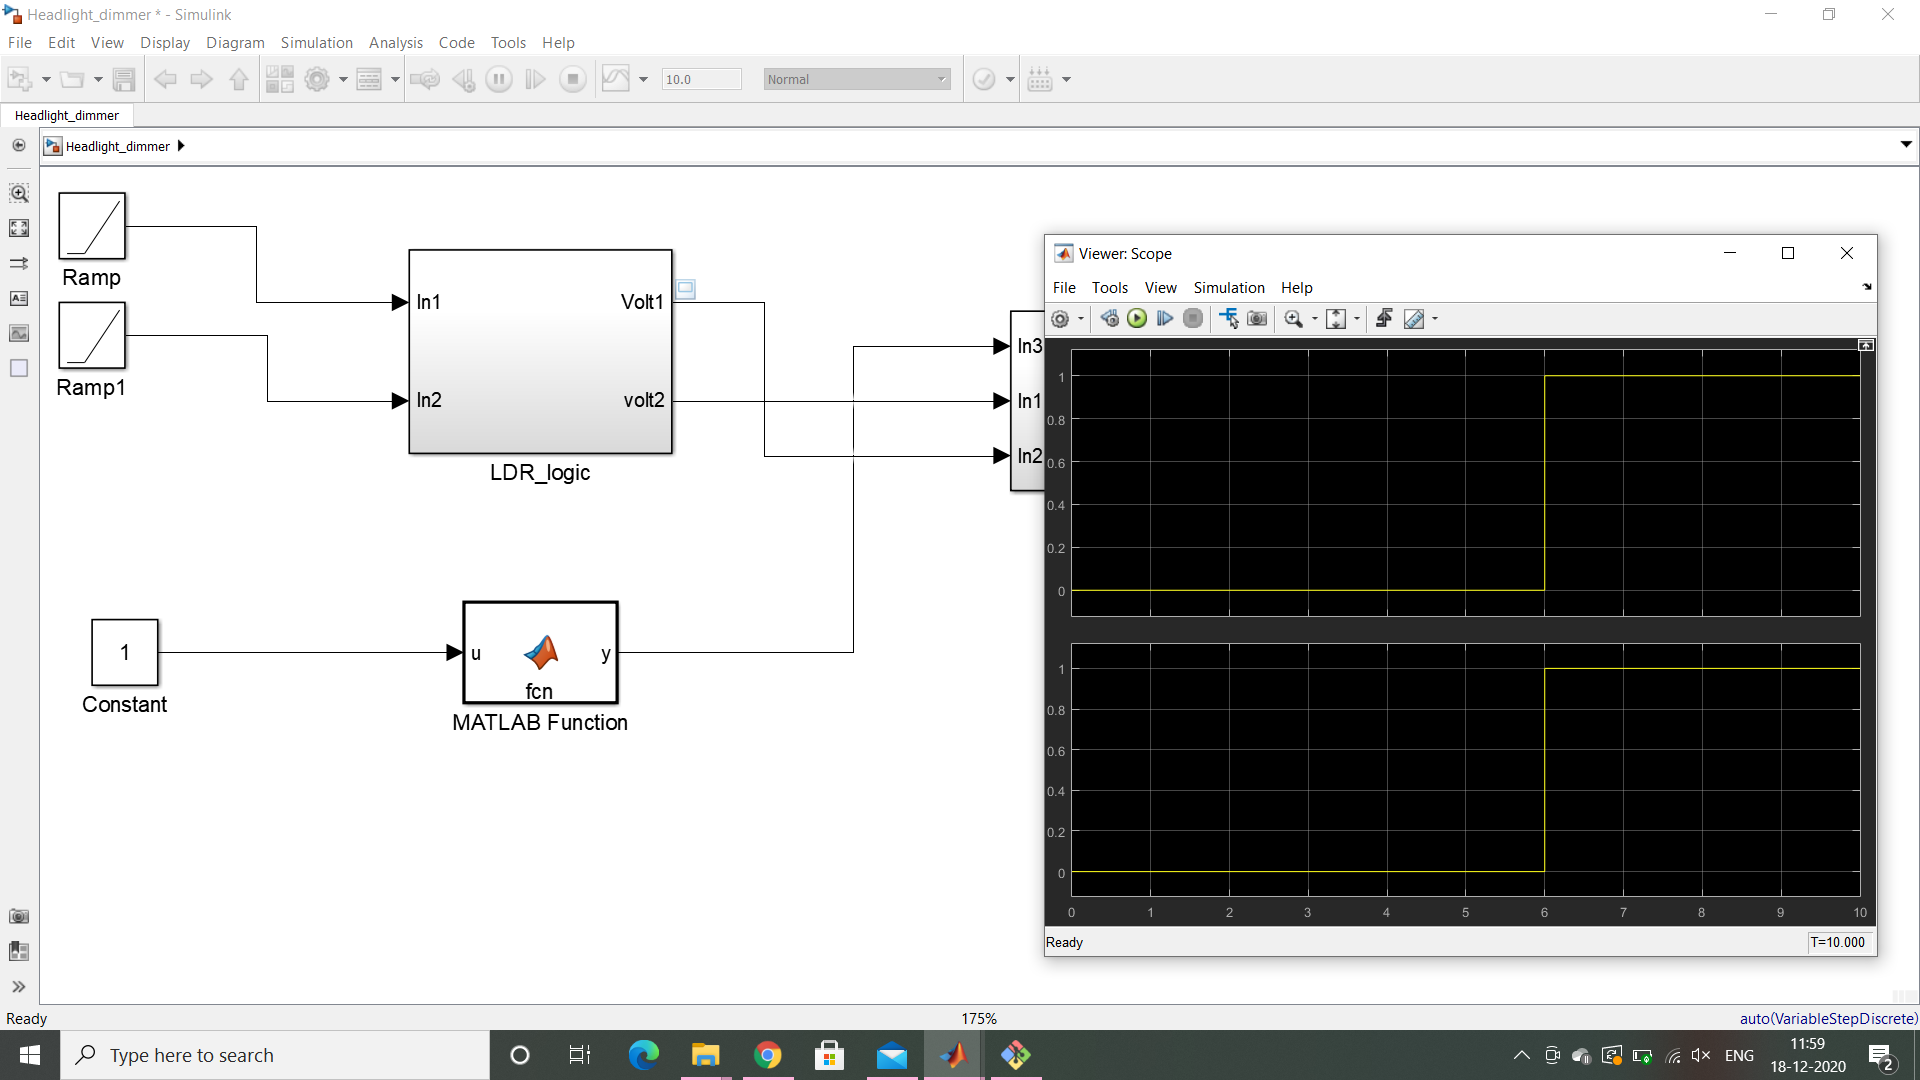 Headlight_dimmer * - Simulink
File Edit View Display Diagram Simulation Analysis Code Tools Help
10.0 Normal
Headlight_dimmer
Headlight_dimmer
Ramp
Ramp1
In1
In2
Volt1
volt2
LDR_logic
In3
In1
In2
1
Constant
u
y
fcn
MATLAB Function
Viewer: Scope
File Tools View Simulation Help
1
0.8
0.6
0.4
0.2
0
1
0.8
0.6
0.4
0.2
0
0 1 2 3 4 5 6 7 8 9 10
Ready T=10.000
Ready 175% auto(VariableStepDiscrete)
Type here to search
ENG
11:59
18-12-2020
2